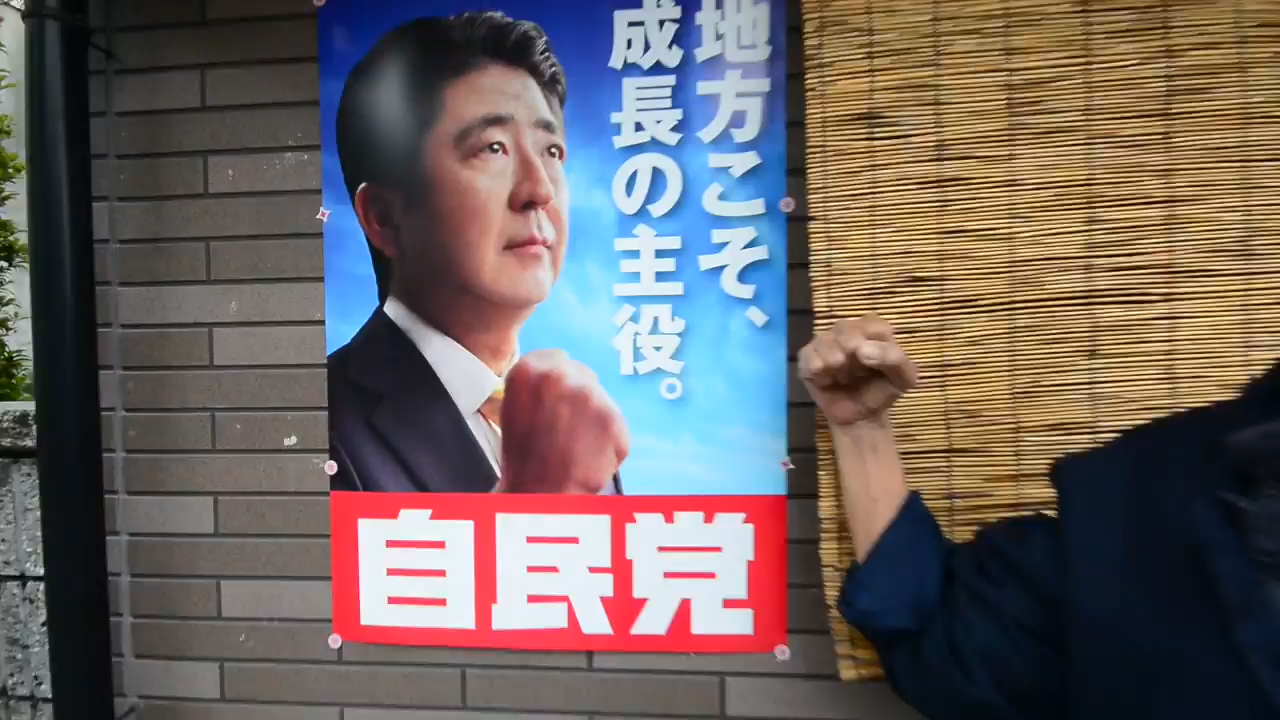 地方こそ、
成長の主役。
自民党